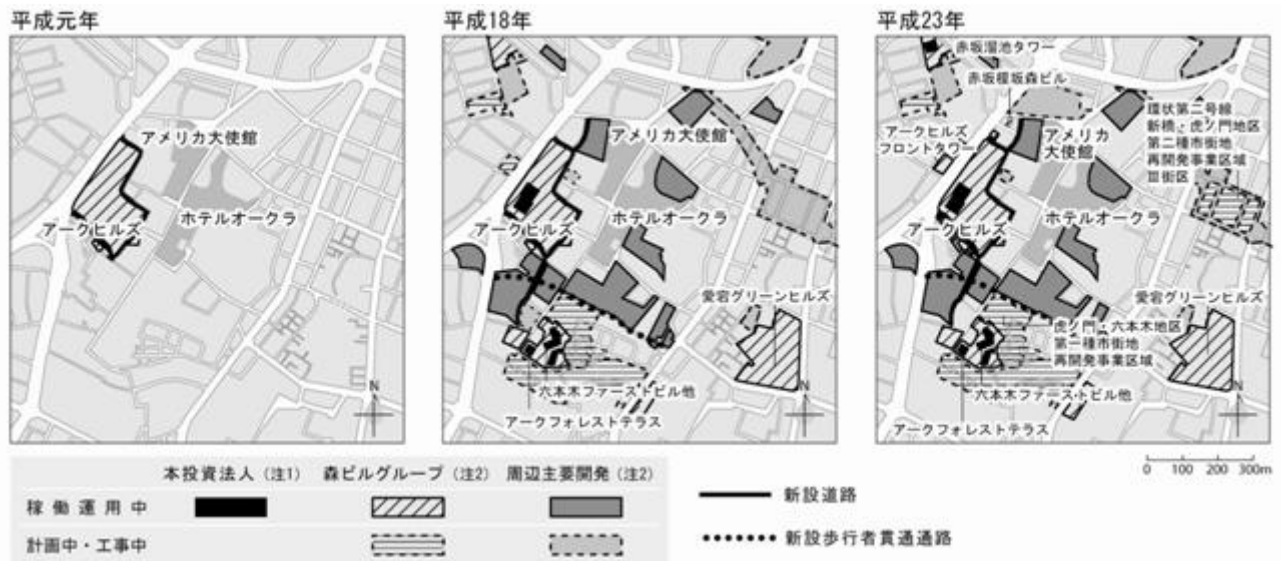 平成元年
アメリカ大使館
ホテルオークラ
アークヒルズ
N
平成18年
アメリカ大使館
ホテルオークラ
アークヒルズ
六本木ファーストビル他
アークフォレストテラス
N
平成23年
赤坂溜池タワー
赤坂榎坂森ビル
アークヒルズ
フロントタワー
アメリカ
大使館
環状第二号線
新橋・虎ノ門地区
第二種市街地
再開発事業区域
Ⅲ街区
ホテルオークラ
アークヒルズ
愛宕グリーンヒルズ
虎ノ門・六本木地区
第一種市街地
再開発事業区域
六本木ファーストビル他
アークフォレストテラス
N
0 100 200 300m
本投資法人（注1） 森ビルグループ（注2） 周辺主要開発（注2）
稼働運用中
計画中・工事中
新設道路
新設歩行者貫通通路